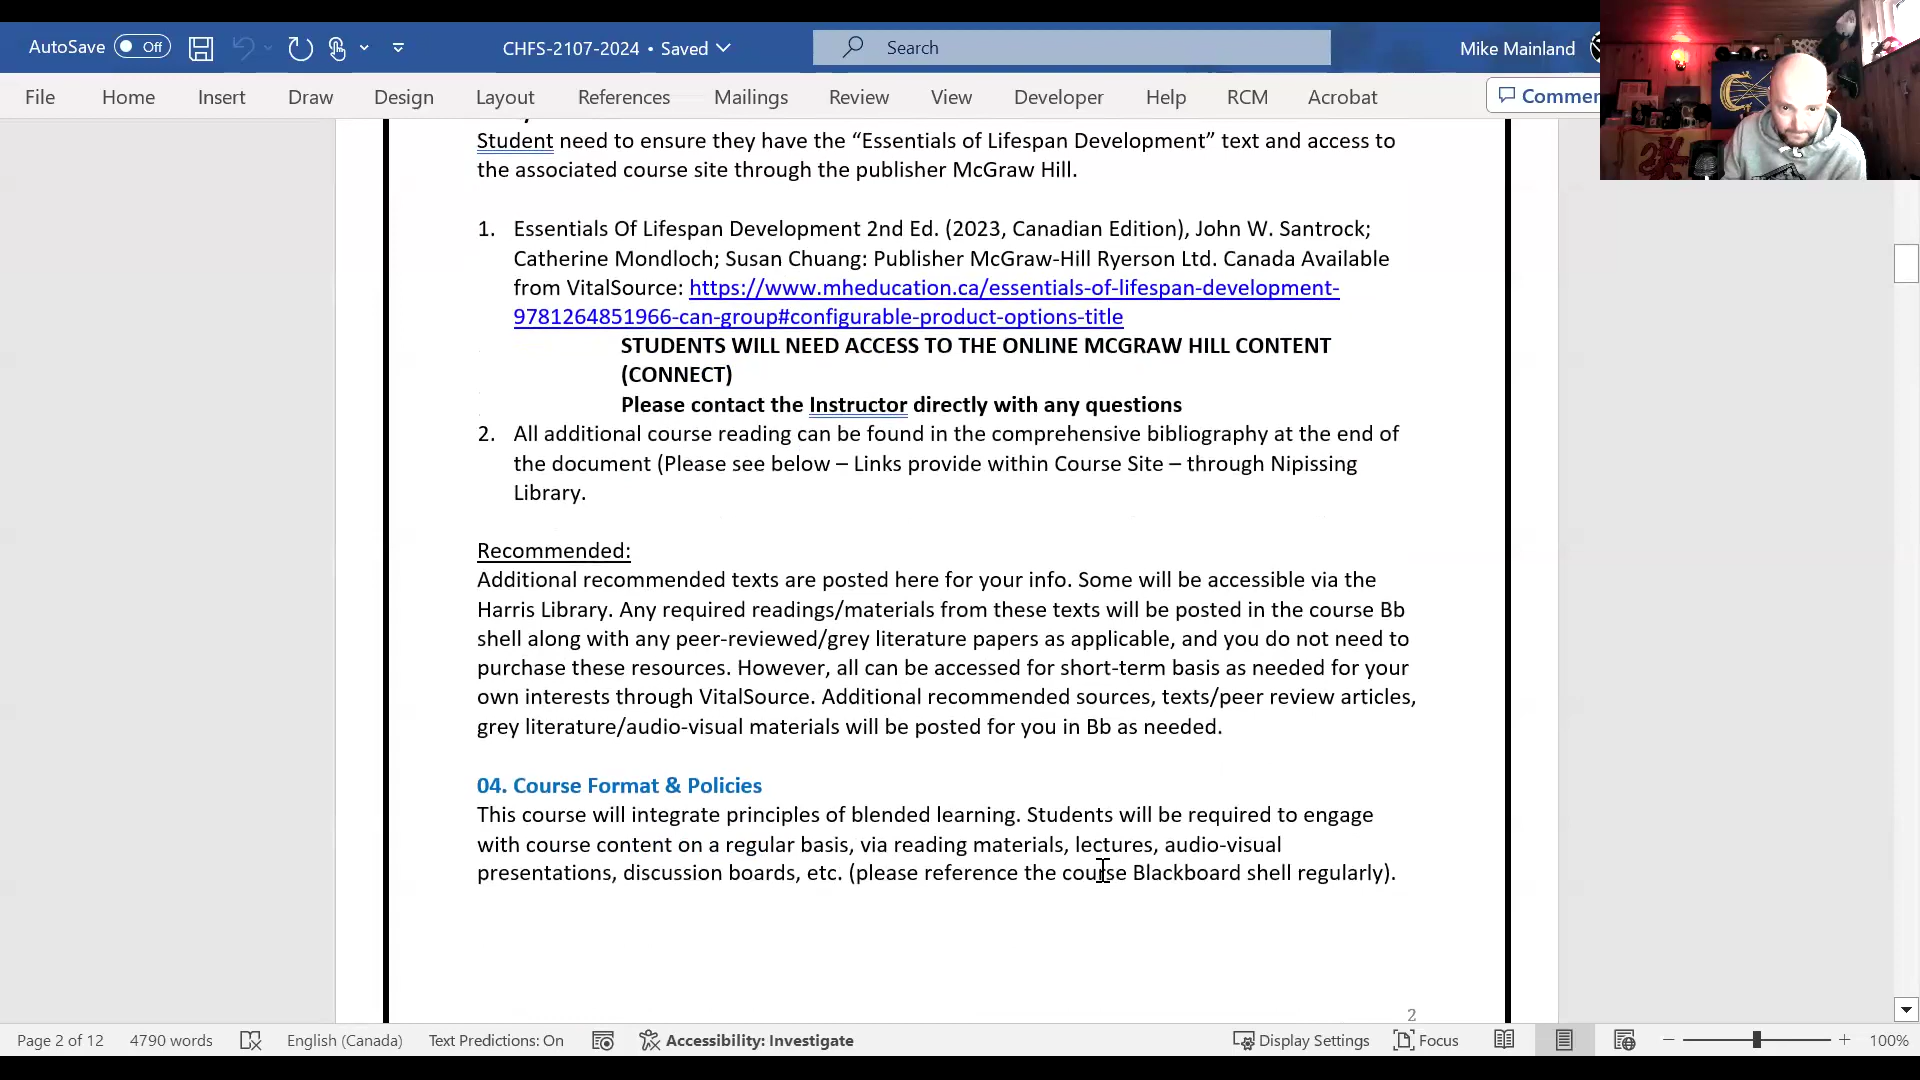 AutoSave Off CHFS-2107-2024 • Saved Search Mike Mainland
File Home Insert Draw Design Layout References Mailings Review View Developer Help RCM Acrobat
Student need to ensure they have the “Essentials of Lifespan Development” text and access to
the associated course site through the publisher McGraw Hill.
1. Essentials Of Lifespan Development 2nd Ed. (2023, Canadian Edition), John W. Santrock;
Catherine Mondloch; Susan Chuang: Publisher McGraw-Hill Ryerson Ltd. Canada Available
from VitalSource: https://www.mheducation.ca/essentials-of-lifespan-development-
9781264851966-can-group#configurable-product-options-title
STUDENTS WILL NEED ACCESS TO THE ONLINE MCGRAW HILL CONTENT
(CONNECT)
Please contact the Instructor directly with any questions
2. All additional course reading can be found in the comprehensive bibliography at the end of
the document (Please see below – Links provide within Course Site – through Nipissing
Library.
Recommended:
Additional recommended texts are posted here for your info. Some will be accessible via the
Harris Library. Any required readings/materials from these texts will be posted in the course Bb
shell along with any peer-reviewed/grey literature papers as applicable, and you do not need to
purchase these resources. However, all can be accessed for short-term basis as needed for your
own interests through VitalSource. Additional recommended sources, texts/peer review articles,
grey literature/audio-visual materials will be posted for you in Bb as needed.
04. Course Format & Policies
This course will integrate principles of blended learning. Students will be required to engage
with course content on a regular basis, via reading materials, lectures, audio-visual
presentations, discussion boards, etc. (please reference the course Blackboard shell regularly).
2
Page 2 of 12 4790 words English (Canada) Text Predictions: On Accessibility: Investigate Display Settings Focus 100%